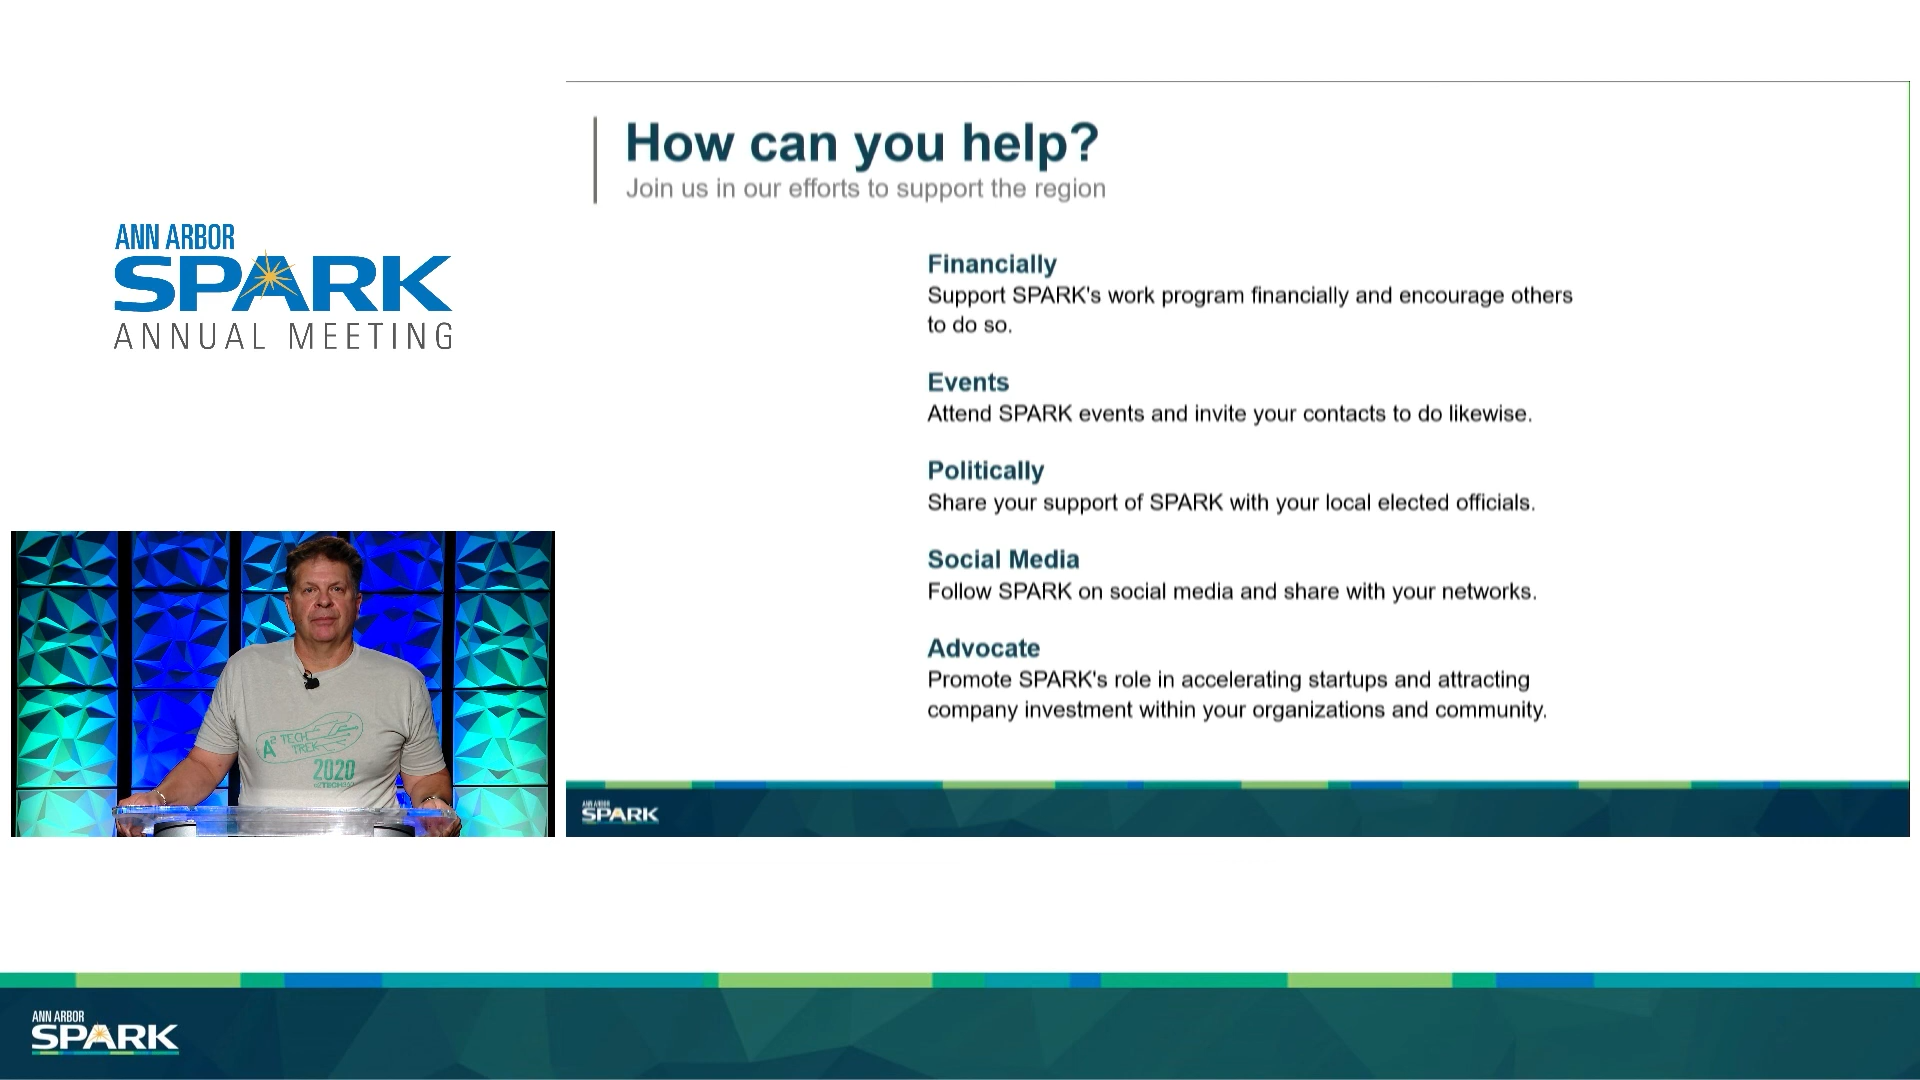 ANN ARBOR
SPARK
ANNUAL MEETING
How can you help?
Join us in our efforts to support the region
Financially
Support SPARK's work program financially and encourage others
to do so.
Events
Attend SPARK events and invite your contacts to do likewise.
Politically
Share your support of SPARK with your local elected officials.
Social Media
Follow SPARK on social media and share with your networks.
Advocate
Promote SPARK's role in accelerating startups and attracting
company investment within your organizations and community.
A² TECH
TREK
2020
ANN ARBOR
SPARK
ANN ARBOR
SPARK